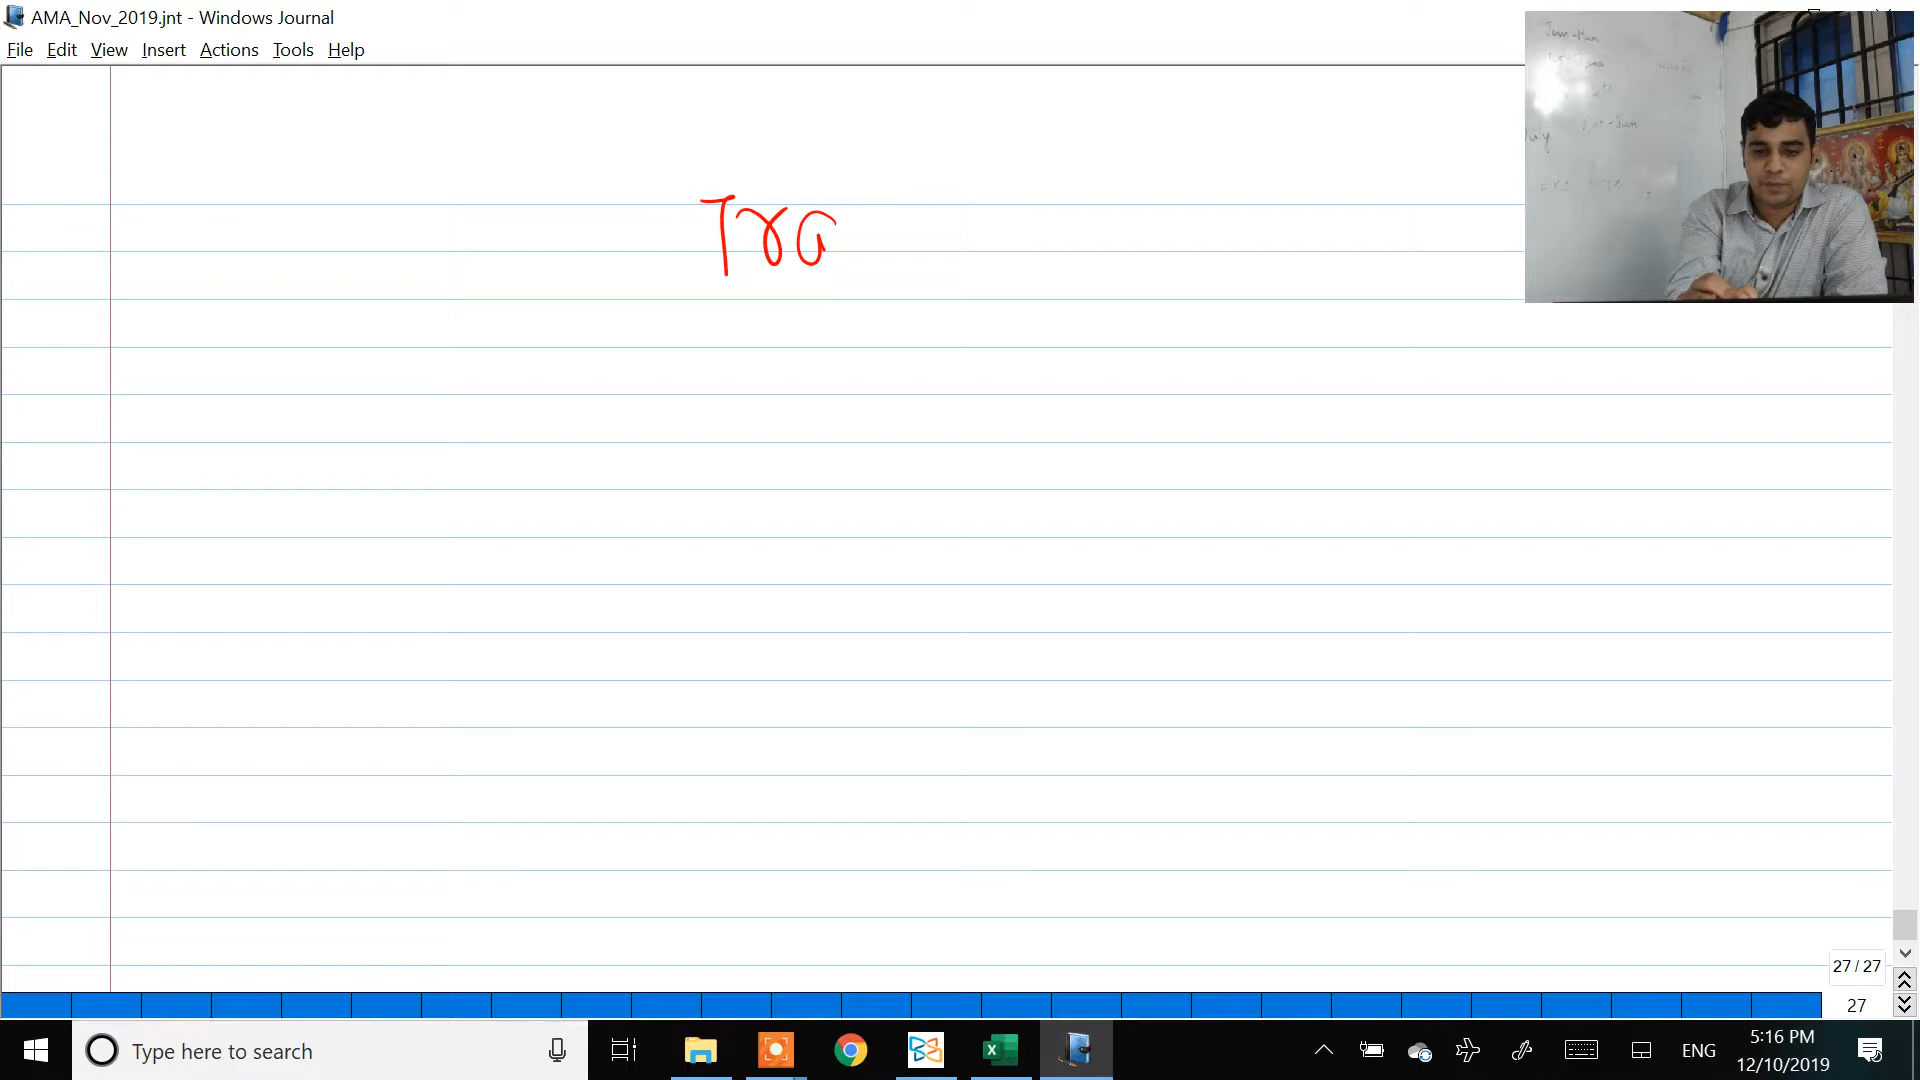 AMA_Nov_2019.jnt - Windows Journal
File Edit View Insert Actions Tools Help
Tra
27 / 27
27
Type here to search
ENG
5:16 PM
12/10/2019